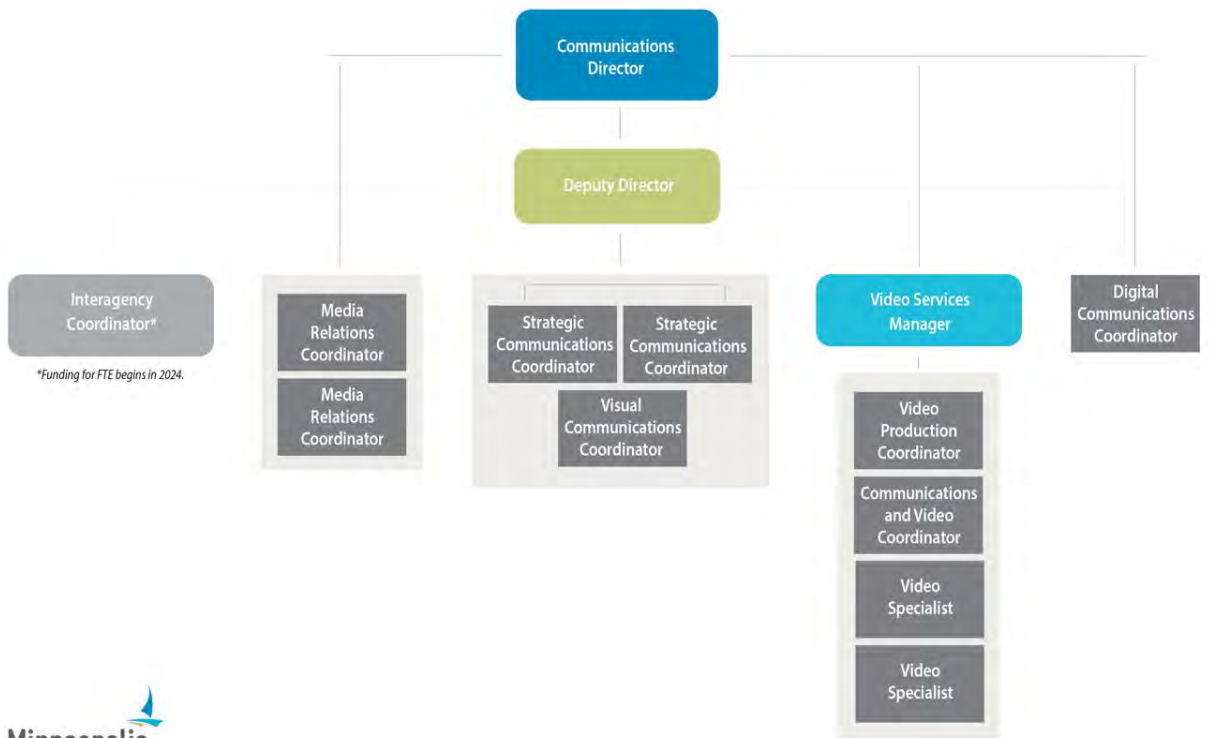 Communications
Director
Deputy Director
Interagency
Coordinator*
*Funding for FTE begins in 2024.
Media
Relations
Coordinator
Media
Relations
Coordinator
Strategic
Communications
Coordinator
Strategic
Communications
Coordinator
Visual
Communications
Coordinator
Video Services
Manager
Video
Production
Coordinator
Communications
and Video
Coordinator
Video
Specialist
Video
Specialist
Digital
Communications
Coordinator
Minneapolis